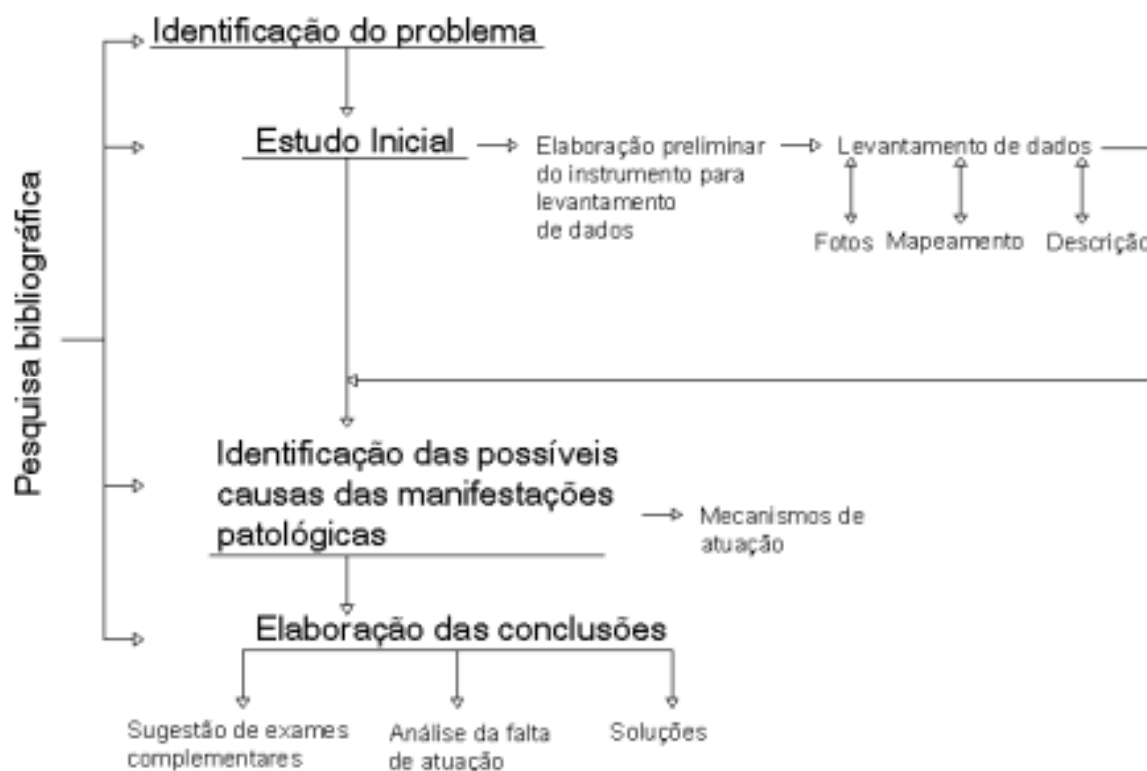 Pesquisa bibliográfica
Identificação do problema
Estudo Inicial
Elaboração preliminar
do instrumento para
levantamento
de dados
Levantamento de dados
Fotos
Mapeamento
Descrição
Identificação das possíveis
causas das manifestações
patológicas
Mecanismos de
atuação
Elaboração das conclusões
Sugestão de exames
complementares
Análise da falta
de atuação
Soluções